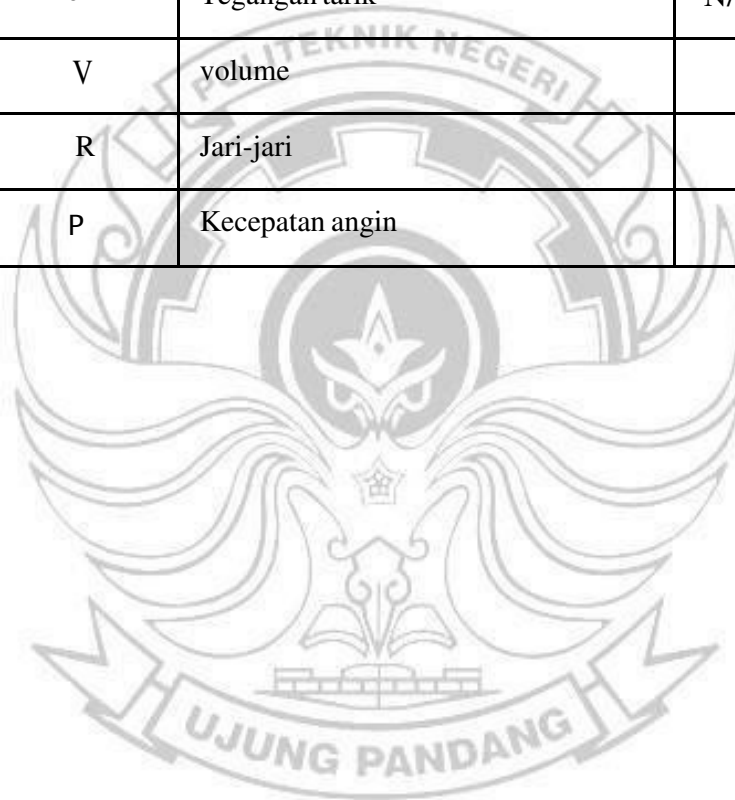 Tegangan tarik N/
V volume
R Jari-jari
P Kecepatan angin
POLITEKNIK NEGERI
UJUNG PANDANG